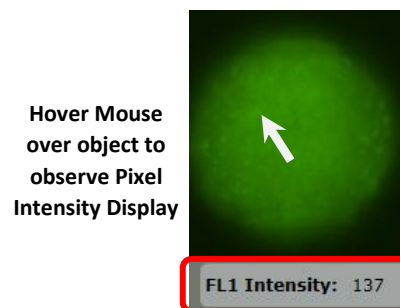 Hover Mouse
over object to
observe Pixel
Intensity Display
FL1 Intensity: 137